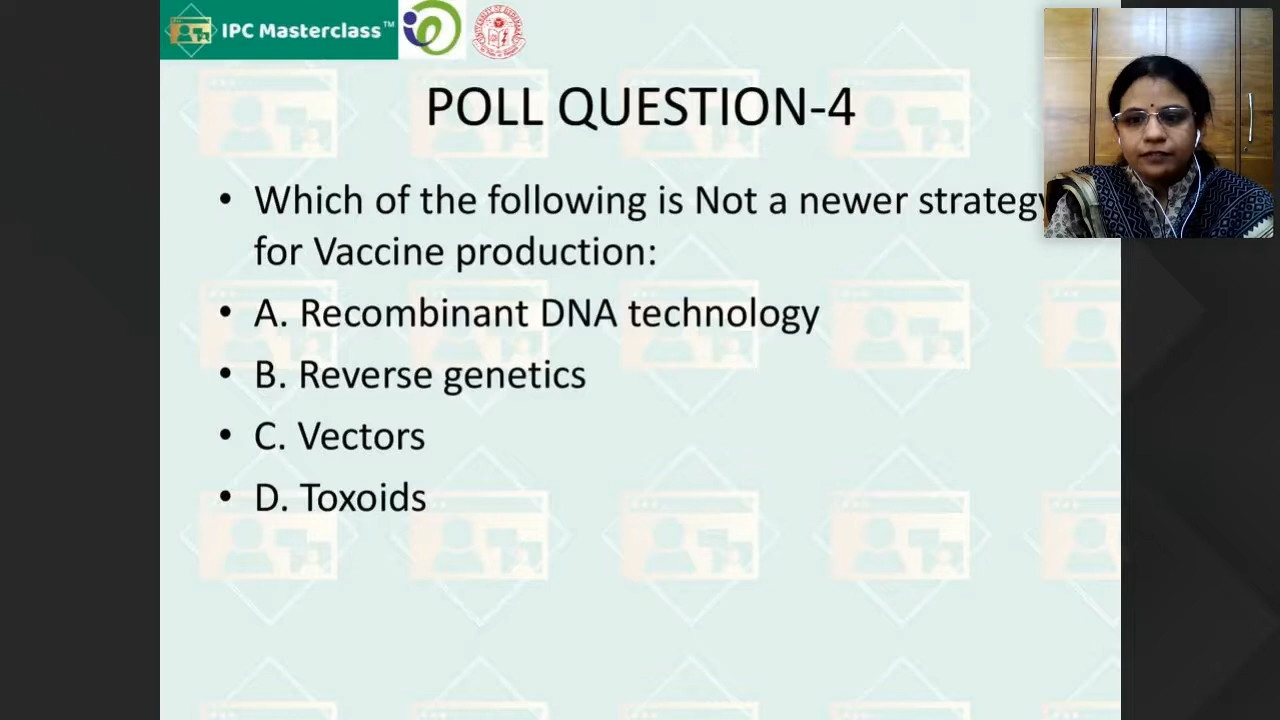 IPC Masterclass™
POLL QUESTION-4
• Which of the following is Not a newer strategy
for Vaccine production:
• A. Recombinant DNA technology
• B. Reverse genetics
• C. Vectors
• D. Toxoids